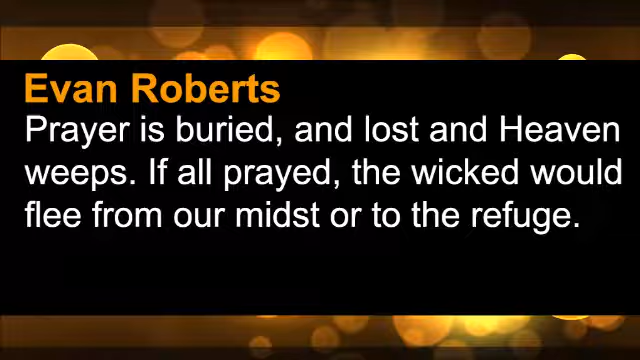 Evan Roberts
Prayer is buried, and lost and Heaven
weeps. If all prayed, the wicked would
flee from our midst or to the refuge.